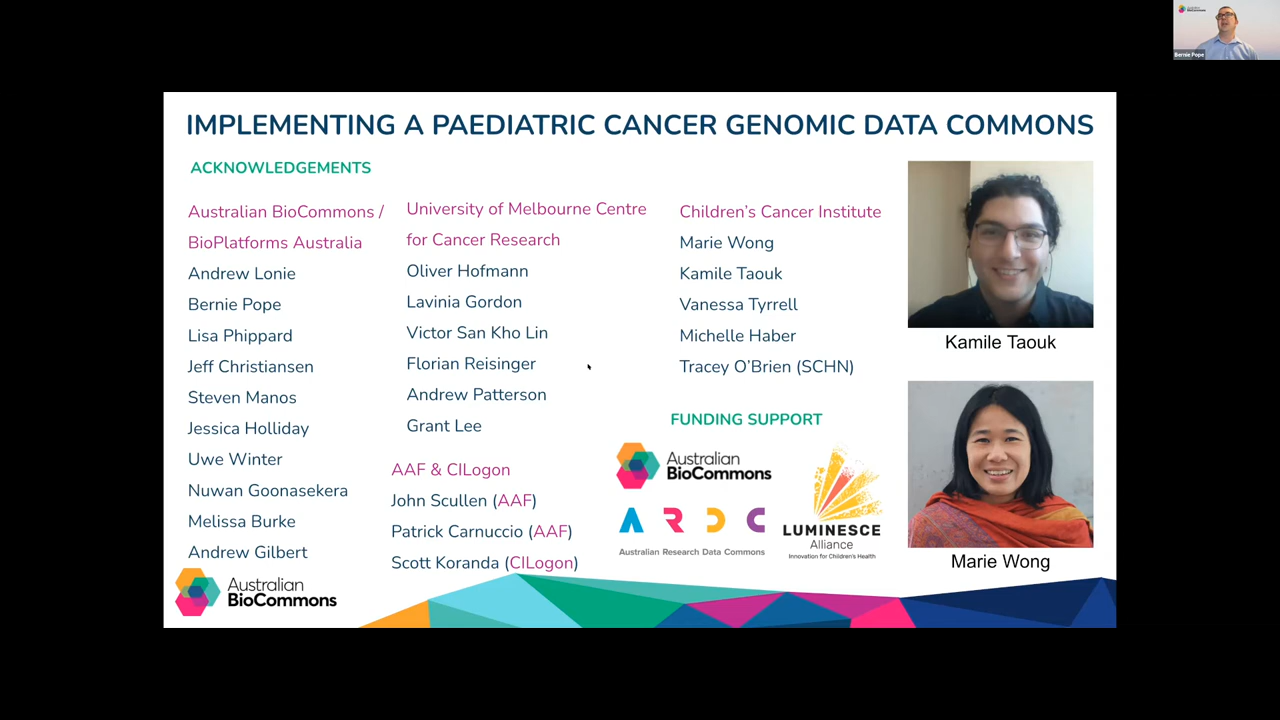 IMPLEMENTING A PAEDIATRIC CANCER GENOMIC DATA COMMONS
ACKNOWLEDGEMENTS
Australian BioCommons /
BioPlatforms Australia
Andrew Lonie
Bernie Pope
Lisa Phippard
Jeff Christiansen
Steven Manos
Jessica Holliday
Uwe Winter
Nuwan Goonasekera
Melissa Burke
Andrew Gilbert
Australian
BioCommons
University of Melbourne Centre
for Cancer Research
Oliver Hofmann
Lavinia Gordon
Victor San Kho Lin
Florian Reisinger
Andrew Patterson
Grant Lee
AAF & CILogon
John Scullen (AAF)
Patrick Carnuccio (AAF)
Scott Koranda (CILogon)
Children's Cancer Institute
Marie Wong
Kamile Taouk
Vanessa Tyrrell
Michelle Haber
Tracey O'Brien (SCHN)
FUNDING SUPPORT
Australian
BioCommons
ARDC
Australian Research Data Commons
LUMINESCE
Alliance
Innovation for Children's Health
Kamile Taouk
Marie Wong
Bernie Pope